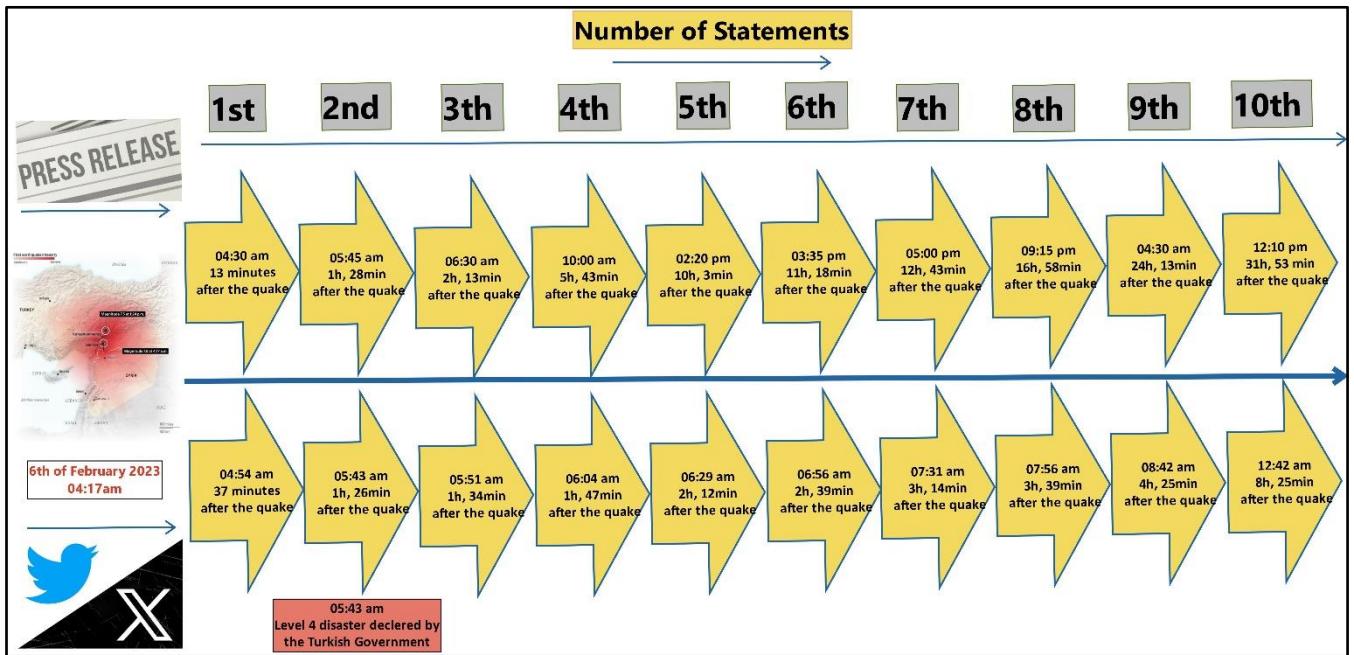 Number of Statements
1st
2nd
3th
4th
5th
6th
7th
8th
9th
10th
PRESS RELEASE
04:30 am
13 minutes
after the quake
05:45 am
1h, 28min
after the quake
06:30 am
2h, 13min
after the quake
10:00 am
5h, 43min
after the quake
02:20 pm
10h, 3min
after the quake
03:35 pm
11h, 18min
after the quake
05:00 pm
12h, 43min
after the quake
09:15 pm
16h, 58min
after the quake
04:30 am
24h, 13min
after the quake
12:10 pm
31h, 53 min
after the quake
TURKEY
SYRIA
6th of February 2023
04:17am
04:54 am
37 minutes
after the quake
05:43 am
1h, 26min
after the quake
05:51 am
1h, 34min
after the quake
06:04 am
1h, 47min
after the quake
06:29 am
2h, 12min
after the quake
06:56 am
2h, 39min
after the quake
07:31 am
3h, 14min
after the quake
07:56 am
3h, 39min
after the quake
08:42 am
4h, 25min
after the quake
12:42 am
8h, 25min
after the quake
05:43 am
Level 4 disaster declered by
the Turkish Government